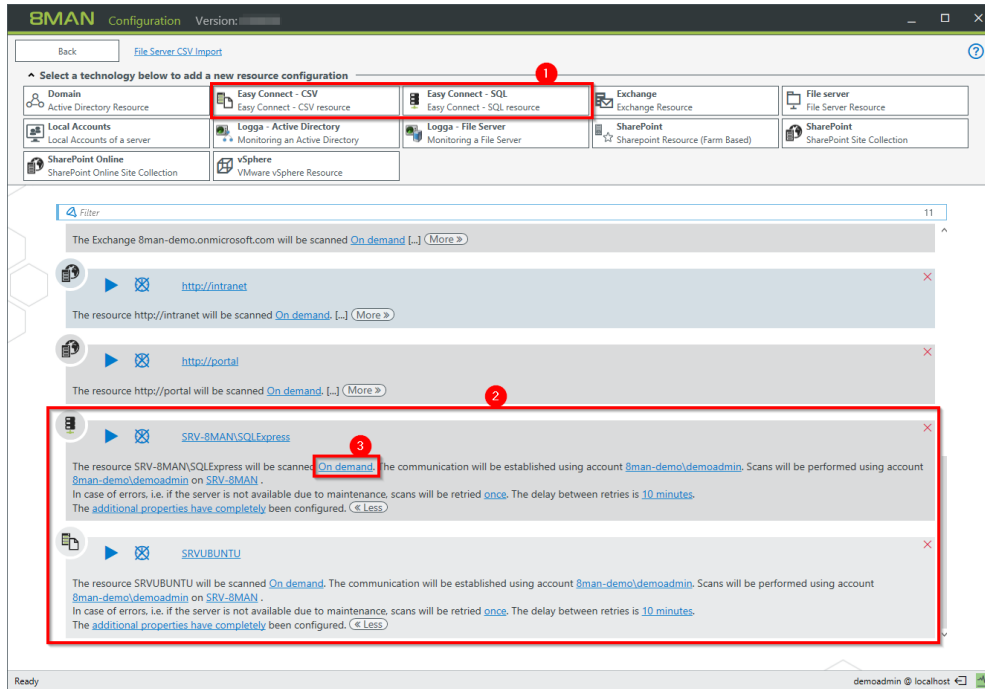 8MAN Configuration Version:
Back File Server CSV Import
Select a technology below to add a new resource configuration
1
Domain
Active Directory Resource
Easy Connect - CSV
Easy Connect - CSV resource
Easy Connect - SQL
Easy Connect - SQL resource
Exchange
Exchange Resource
File server
File Server Resource
Local Accounts
Local Accounts of a server
Logga - Active Directory
Monitoring an Active Directory
Logga - File Server
Monitoring a File Server
SharePoint
Sharepoint Resource (Farm Based)
SharePoint
SharePoint Site Collection
SharePoint Online
SharePoint Online Site Collection
vSphere
VMware vSphere Resource
Filter 11
The Exchange 8man-demo.onmicrosoft.com will be scanned On demand [...] More »
http://intranet
The resource http://intranet will be scanned On demand. [...] More »
http://portal
The resource http://portal will be scanned On demand. [...] More »
2
SRV-8MAN\SQLExpress
3
The resource SRV-8MAN\SQLExpress will be scanned On demand. The communication will be established using account 8man-demo\demoadmin. Scans will be performed using account
8man-demo\demoadmin on SRV-8MAN .
In case of errors, i.e. if the server is not available due to maintenance, scans will be retried once. The delay between retries is 10 minutes.
The additional properties have completely been configured. « Less
SRVUBUNTU
The resource SRVUBUNTU will be scanned On demand. The communication will be established using account 8man-demo\demoadmin. Scans will be performed using account
8man-demo\demoadmin on SRV-8MAN .
In case of errors, i.e. if the server is not available due to maintenance, scans will be retried once. The delay between retries is 10 minutes.
The additional properties have completely been configured. « Less
Ready demoadmin @ localhost